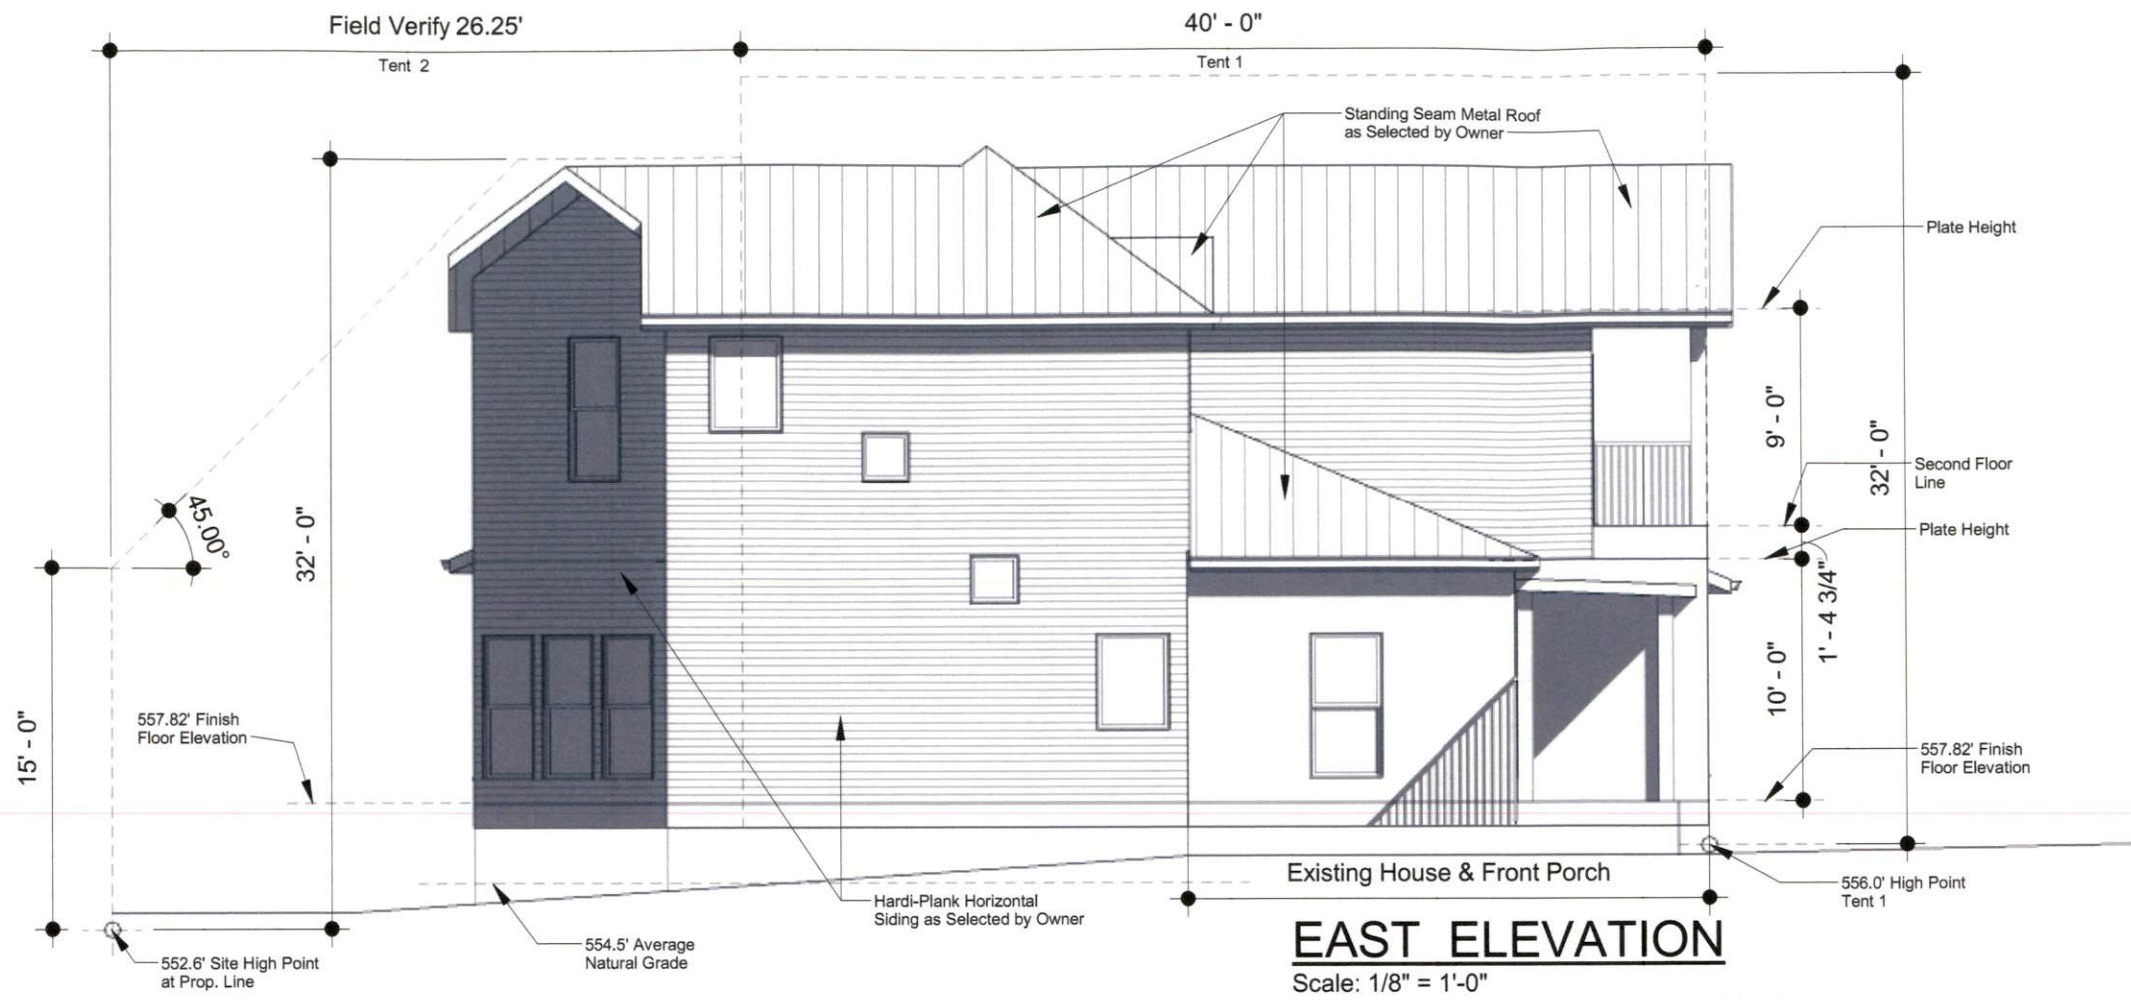 Field Verify 26.25'
40' - 0"
Tent 2
Tent 1
Standing Seam Metal Roof
as Selected by Owner
Plate Height
9' - 0"
32' - 0"
Second Floor
Line
Plate Height
45.00°
32' - 0"
1' - 4 3/4"
10' - 0"
15' - 0"
557.82' Finish
Floor Elevation
557.82' Finish
Floor Elevation
Existing House & Front Porch
556.0' High Point
Tent 1
Hardi-Plank Horizontal
Siding as Selected by Owner
554.5' Average
Natural Grade
552.6' Site High Point
at Prop. Line
EAST ELEVATION
Scale: 1/8" = 1'-0"